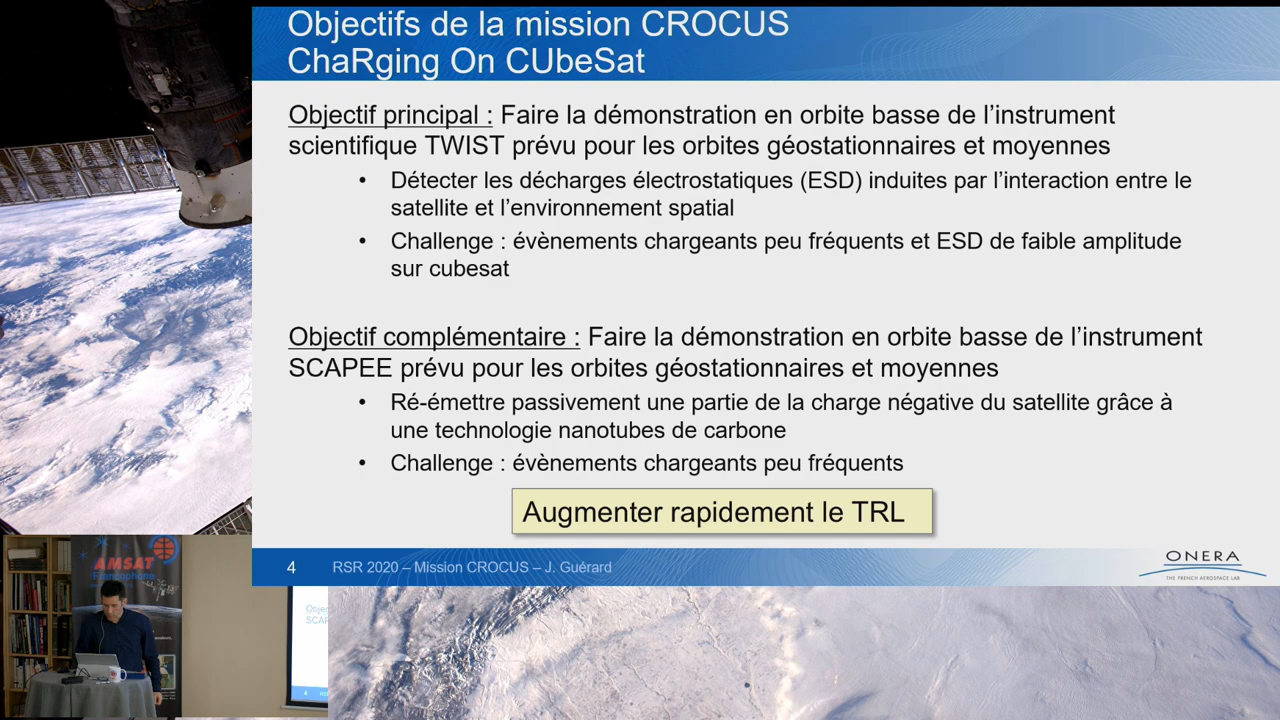 Objectifs de la mission CROCUS
ChaRging On CUbeSat
Objectif principal : Faire la démonstration en orbite basse de l’instrument
scientifique TWIST prévu pour les orbites géostationnaires et moyennes
• Détecter les décharges électrostatiques (ESD) induites par l’interaction entre le
satellite et l’environnement spatial
• Challenge : évènements chargeants peu fréquents et ESD de faible amplitude
sur cubesat
Objectif complémentaire : Faire la démonstration en orbite basse de l’instrument
SCAPEE prévu pour les orbites géostationnaires et moyennes
• Ré-émettre passivement une partie de la charge négative du satellite grâce à
une technologie nanotubes de carbone
• Challenge : évènements chargeants peu fréquents
Augmenter rapidement le TRL
4 RSR 2020 – Mission CROCUS – J. Guérard
ONERA
THE FRENCH AEROSPACE LAB
AMSAT
Francophone
Objec
SCAP
4